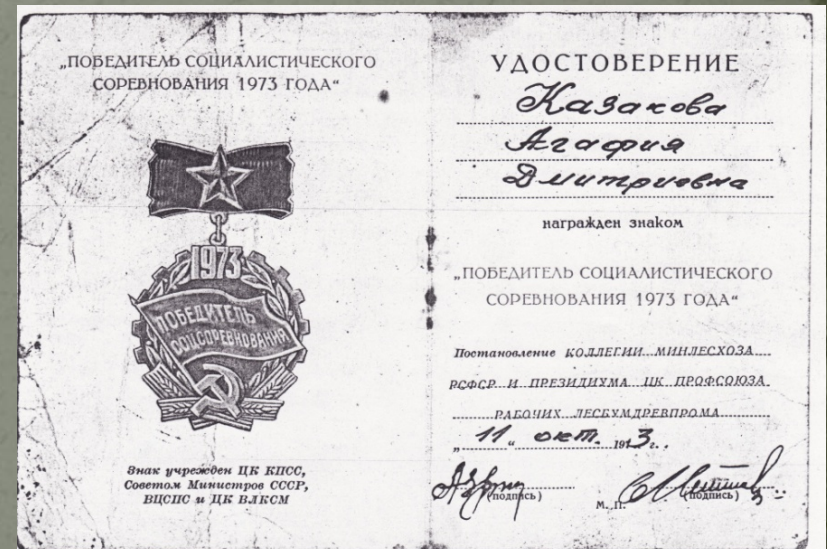 „ПОБЕДИТЕЛЬ СОЦИАЛИСТИЧЕСКОГО
СОРЕВНОВАНИЯ 1973 ГОДА“
1973
ПОБЕДИТЕЛЬ
СОЦСОРЕВНОВАНИЯ
Знак учрежден ЦК КПСС,
Советом Министров СССР,
ВЦСПС и ЦК ВЛКСМ
УДОСТОВЕРЕНИЕ
Казакова
Агафия
Дмитриевна
награжден знаком
„ПОБЕДИТЕЛЬ СОЦИАЛИСТИЧЕСКОГО
СОРЕВНОВАНИЯ 1973 ГОДА“
Постановление КОЛЛЕГИИ МИНЛЕСХОЗА
РСФСР И ПРЕЗИДИУМА ЦК ПРОФСОЮЗА
РАБОЧИХ ЛЕСБУМДРЕВПРОМА
„11“ окт. 1973 г.
(подпись) М. П. (подпись)